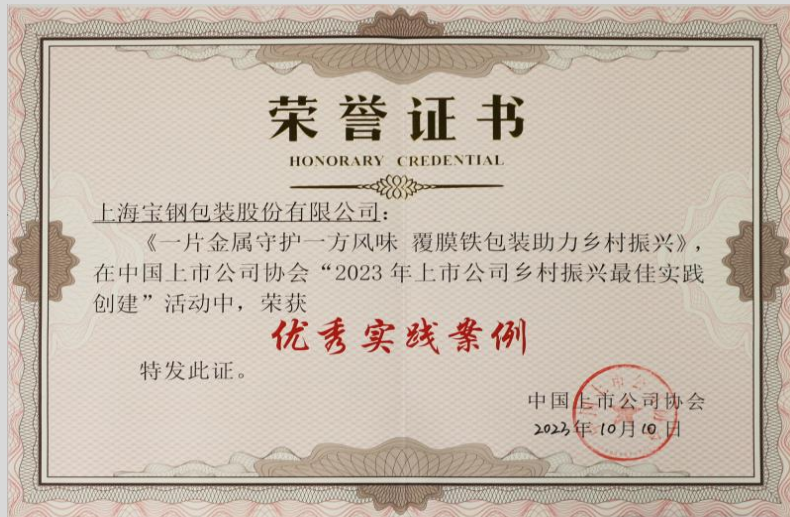 荣誉证书
HONORARY CREDENTIAL
上海宝钢包装股份有限公司：
《一片金属守护一方风味 覆膜铁包装助力乡村振兴》，
在中国上市公司协会“2023年上市公司乡村振兴最佳实践
创建”活动中，荣获
优秀实践案例
特发此证。
中国上市公司协会
2023年10月10日